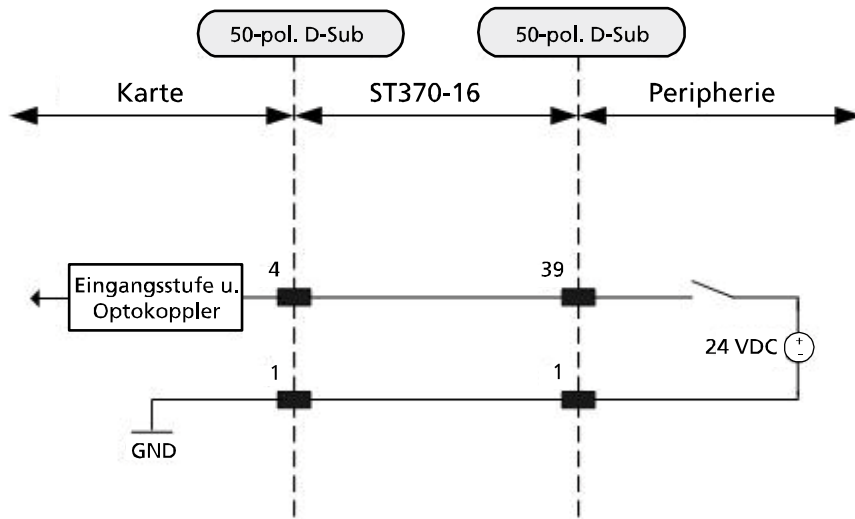 50-pol. D-Sub
50-pol. D-Sub
Karte
ST370-16
Peripherie
4
39
Eingangsstufe u.
Optokoppler
24 VDC
+
-
1
1
GND